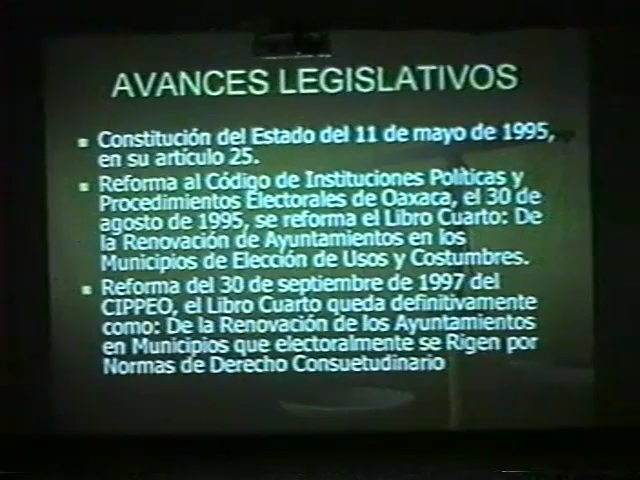 AVANCES LEGISLATIVOS
Constitución del Estado del 11 de mayo de 1995,
en su artículo 25.
Reforma al Código de Instituciones Políticas y
Procedimientos Electorales de Oaxaca, el 30 de
agosto de 1995, se reforma el Libro Cuarto: De
la Renovación de Ayuntamientos en los
Municipios de Elección de Usos y Costumbres.
Reforma del 30 de septiembre de 1997 del
CIPPEO, el Libro Cuarto queda definitivamente
como: De la Renovación de los Ayuntamientos
en Municipios que electoralmente se Rigen por
Normas de Derecho Consuetudinario